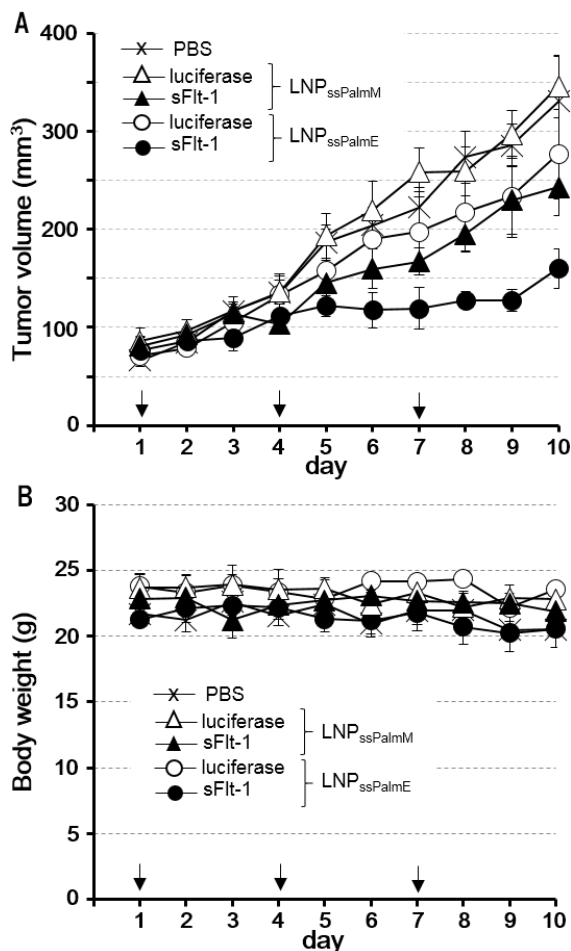 A
400
300
200
100
0
Tumor volume (mm³)
PBS
luciferase
sFlt-1
LNPssPalmM
luciferase
sFlt-1
LNPssPalmE
1 2 3 4 5 6 7 8 9 10
day
B
30
25
20
15
10
5
0
Body weight (g)
PBS
luciferase
sFlt-1
LNPssPalmM
luciferase
sFlt-1
LNPssPalmE
1 2 3 4 5 6 7 8 9 10
day